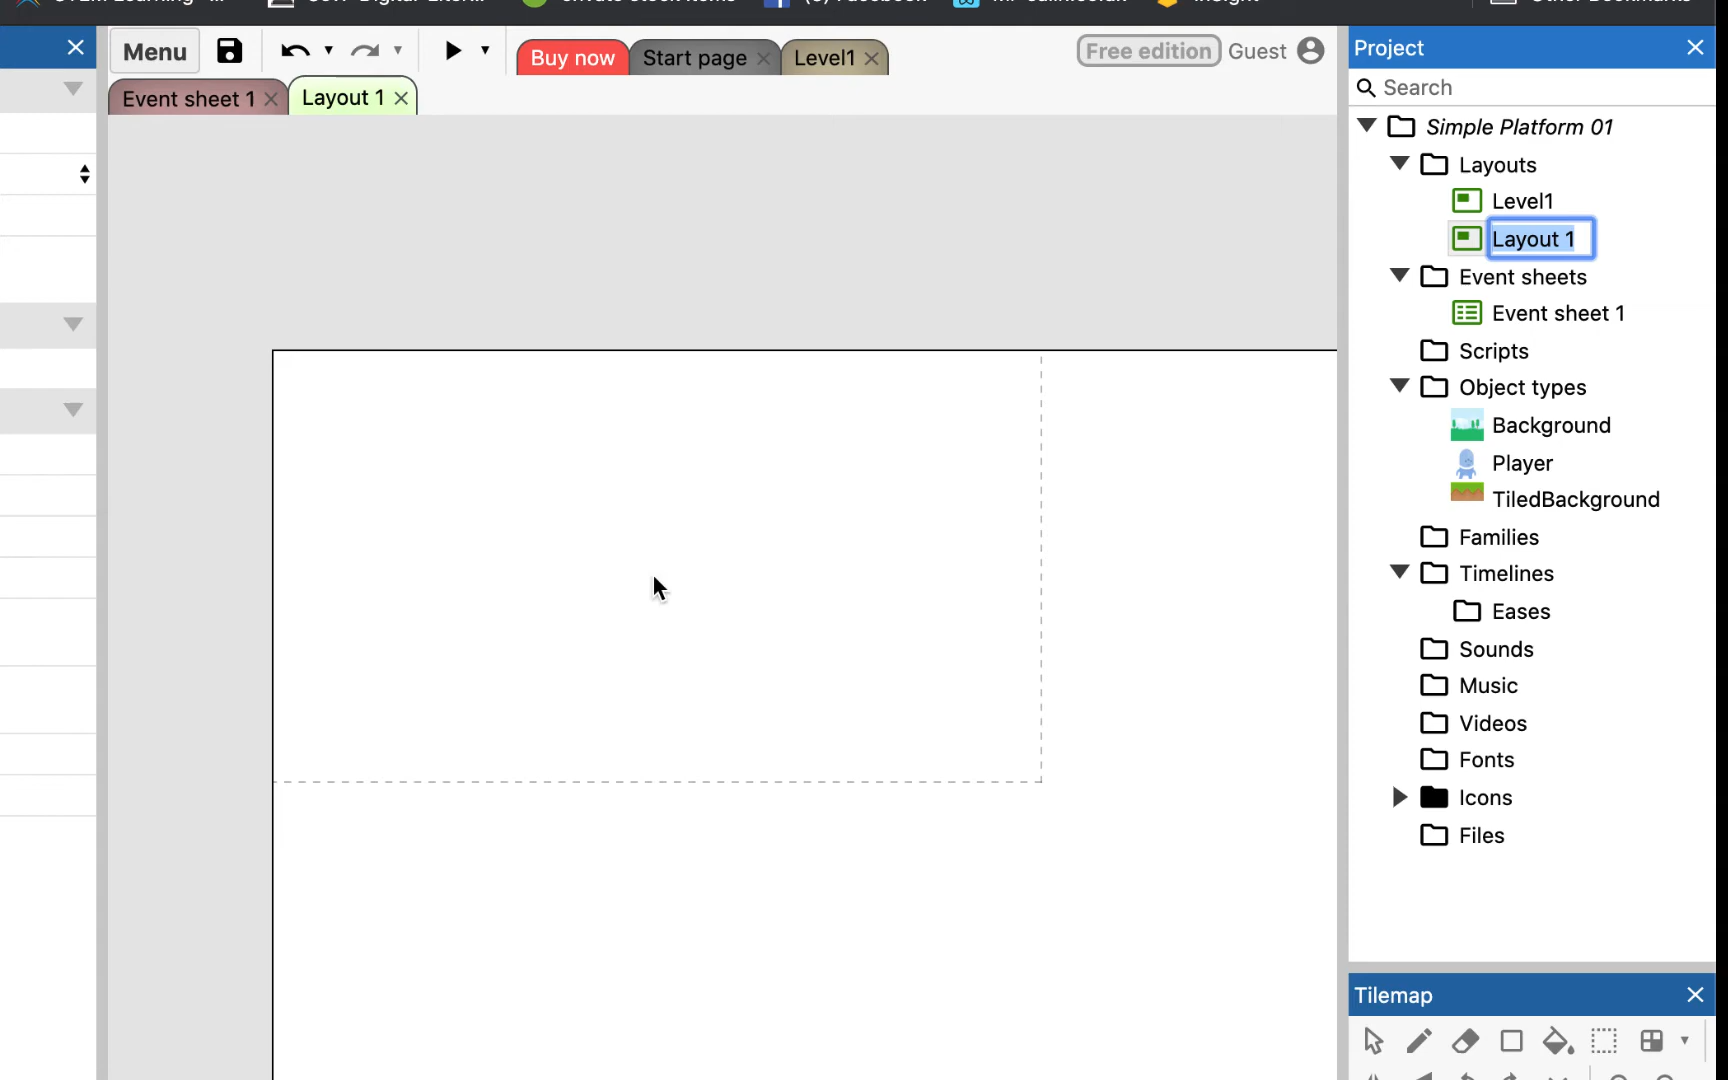 Menu
Buy now
Start page
Level1
Free edition
Guest
Event sheet 1
Layout 1
Project
Search
Simple Platform 01
Layouts
Level1
Layout 1
Event sheets
Event sheet 1
Scripts
Object types
Background
Player
TiledBackground
Families
Timelines
Eases
Sounds
Music
Videos
Fonts
Icons
Files
Tilemap